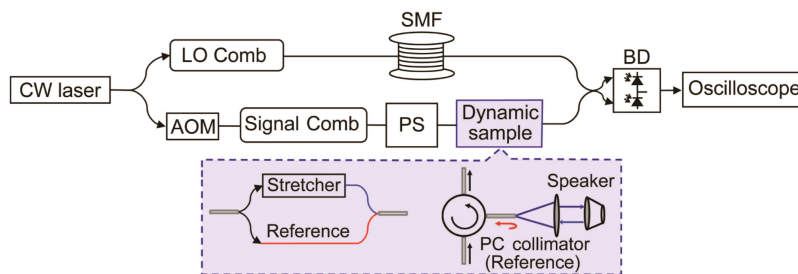 SMF
LO Comb
BD
CW laser
Oscilloscope
AOM
Signal Comb
PS
Dynamic
sample
Stretcher
Reference
Speaker
PC collimator
(Reference)